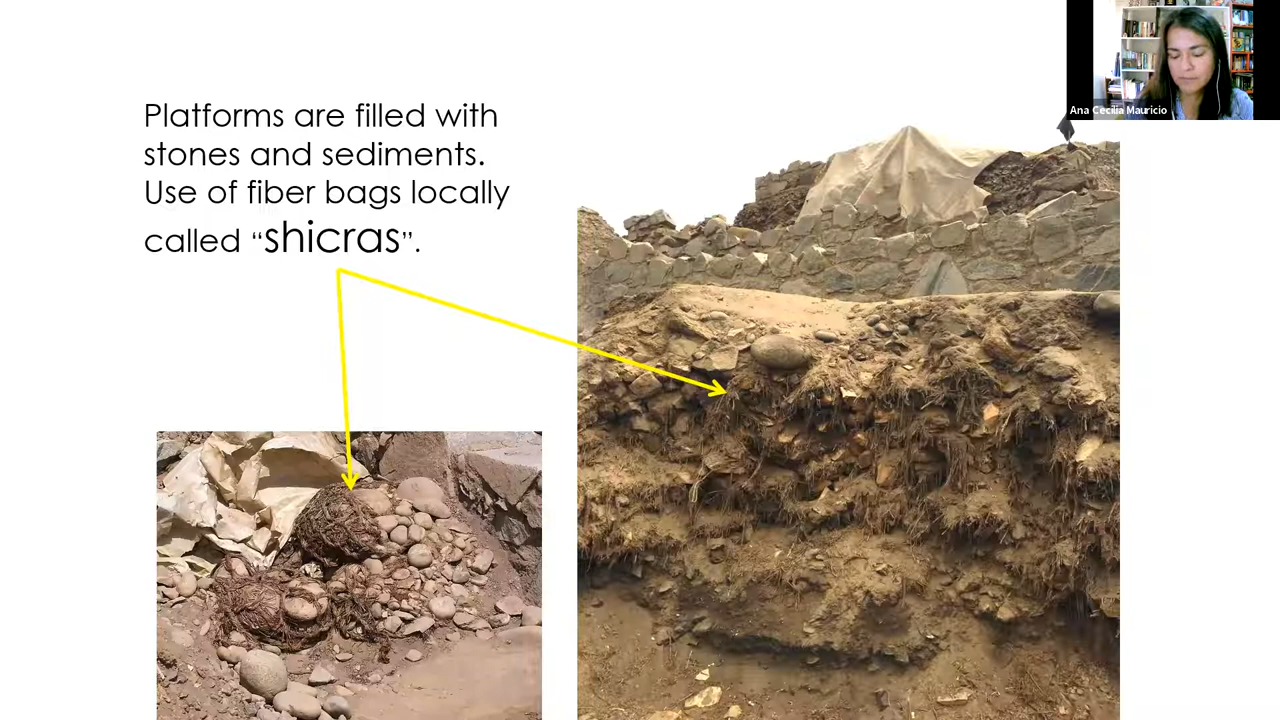 Platforms are filled with
stones and sediments.
Use of fiber bags locally
called “shicras”.
Ana Cecilia Mauricio